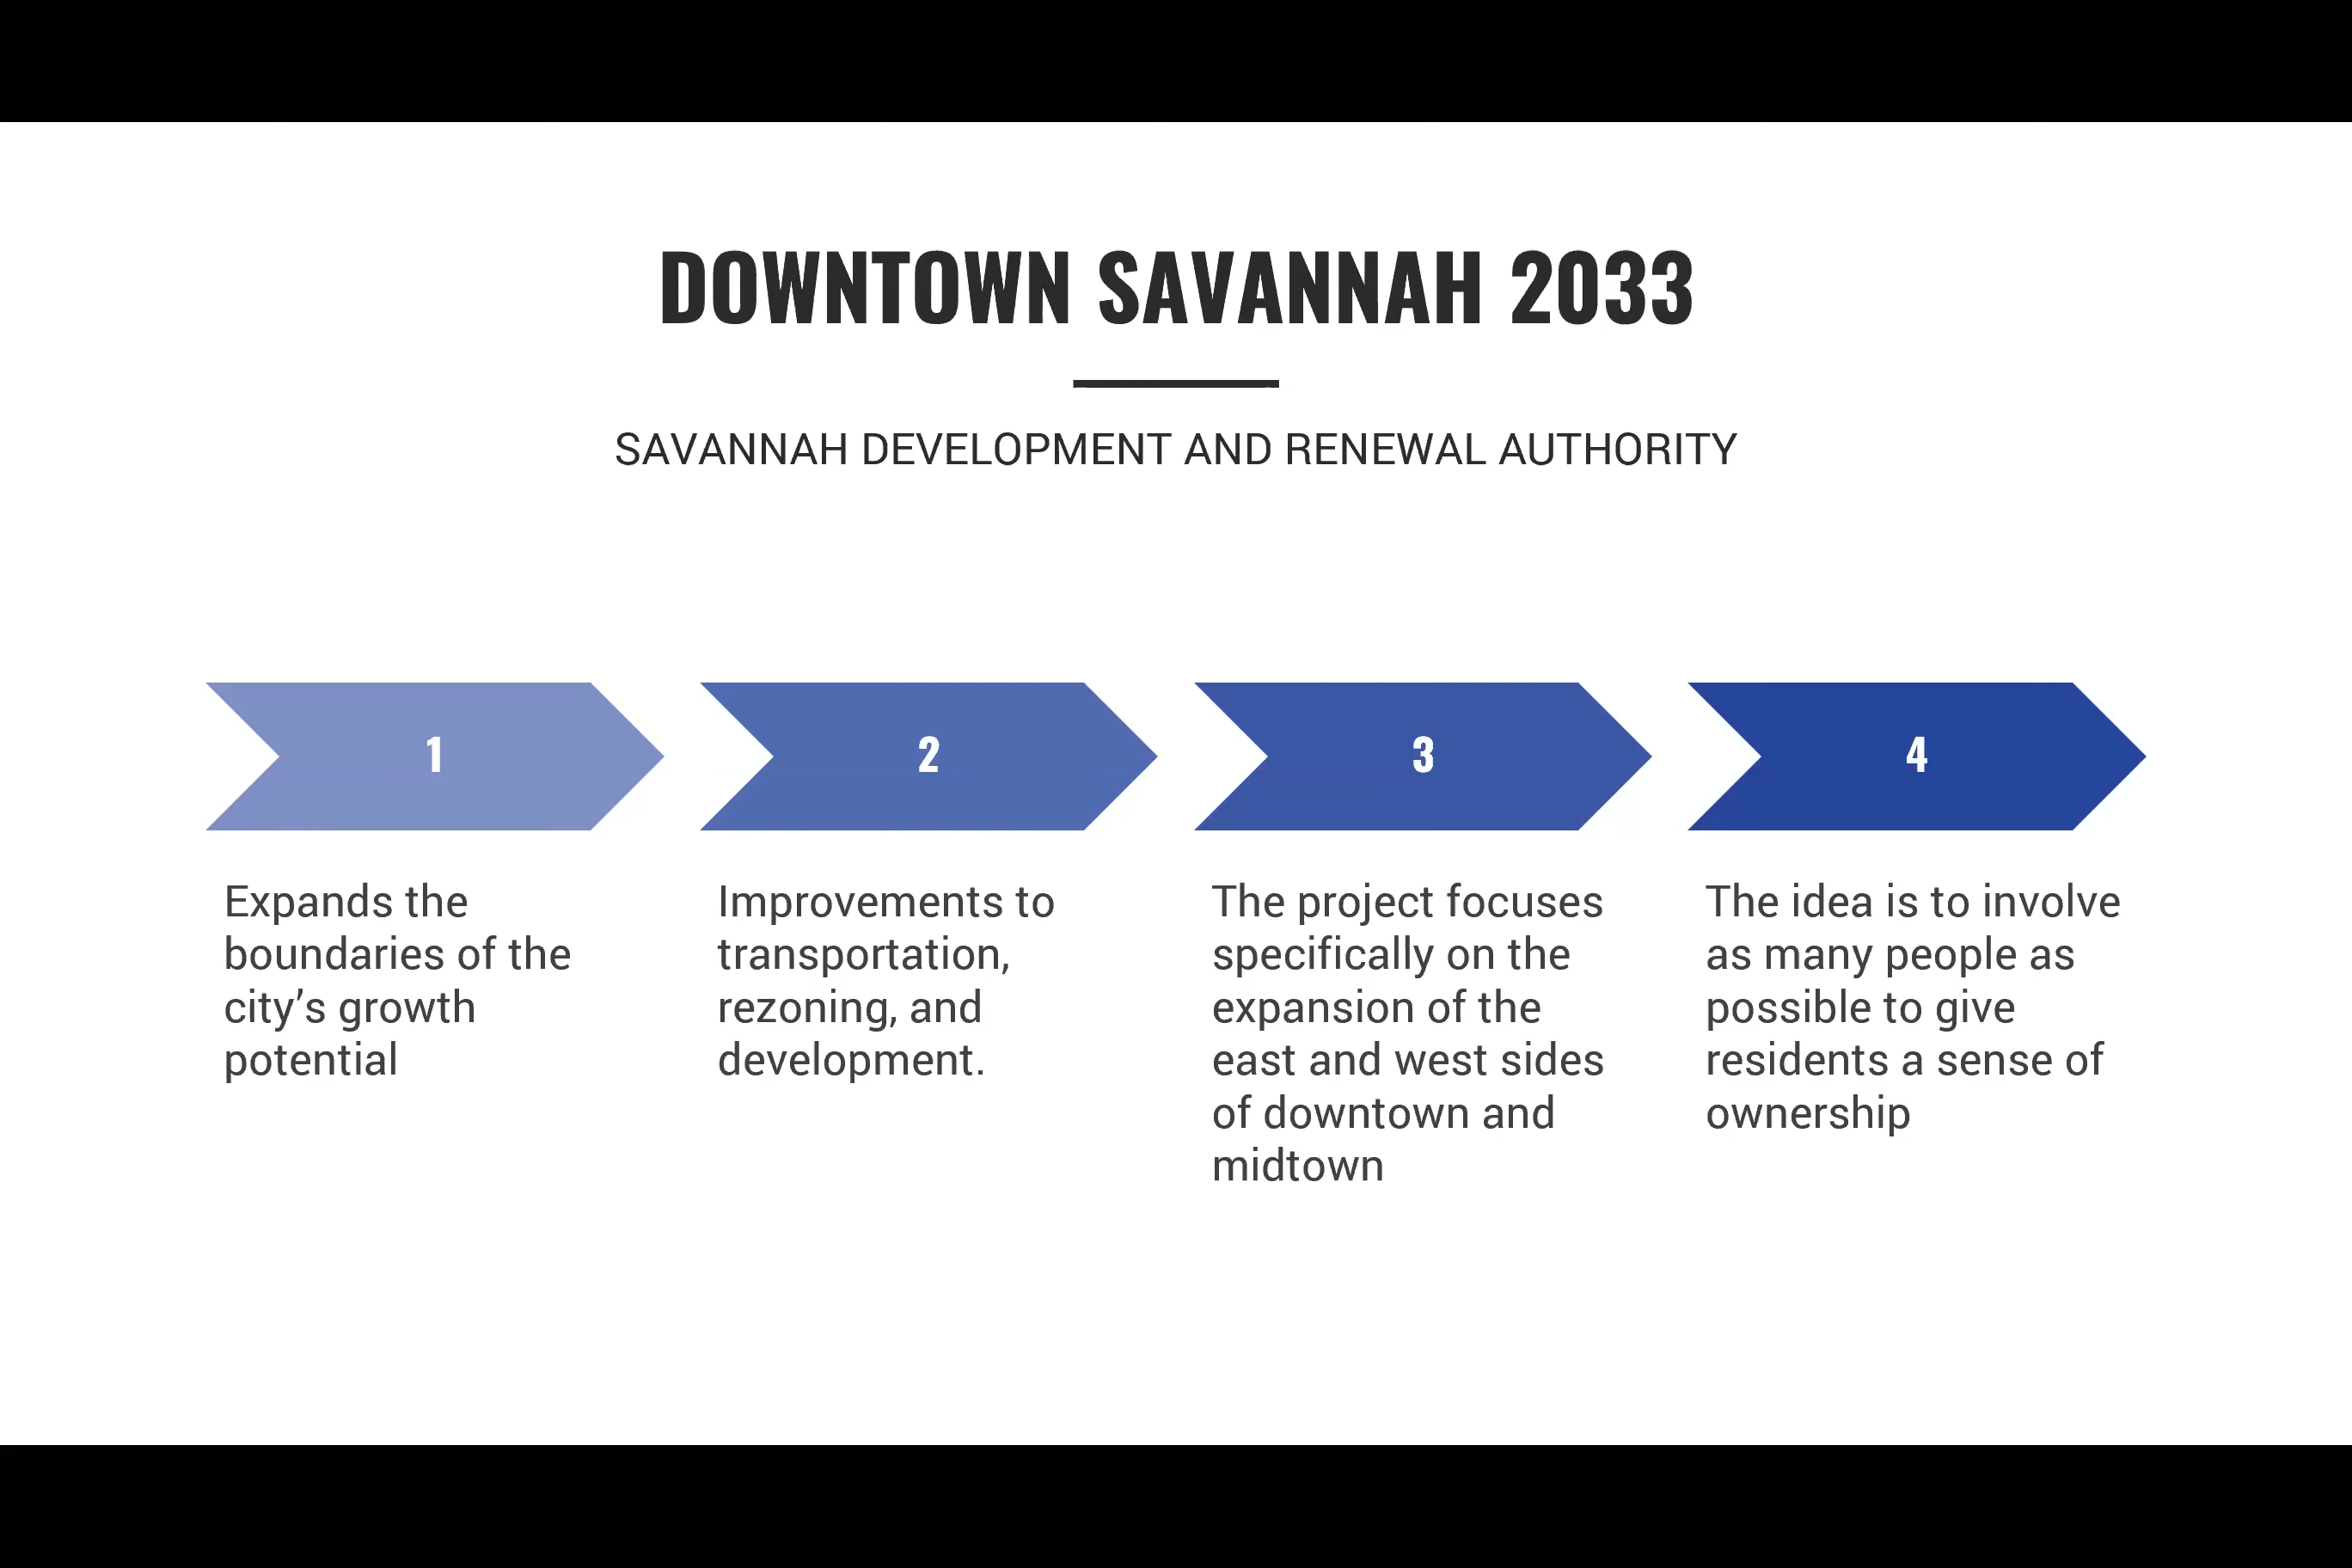 DOWNTOWN SAVANNAH 2033
SAVANNAH DEVELOPMENT AND RENEWAL AUTHORITY
1
Expands the
boundaries of the
city’s growth
potential
2
Improvements to
transportation,
rezoning, and
development.
3
The project focuses
specifically on the
expansion of the
east and west sides
of downtown and
midtown
4
The idea is to involve
as many people as
possible to give
residents a sense of
ownership